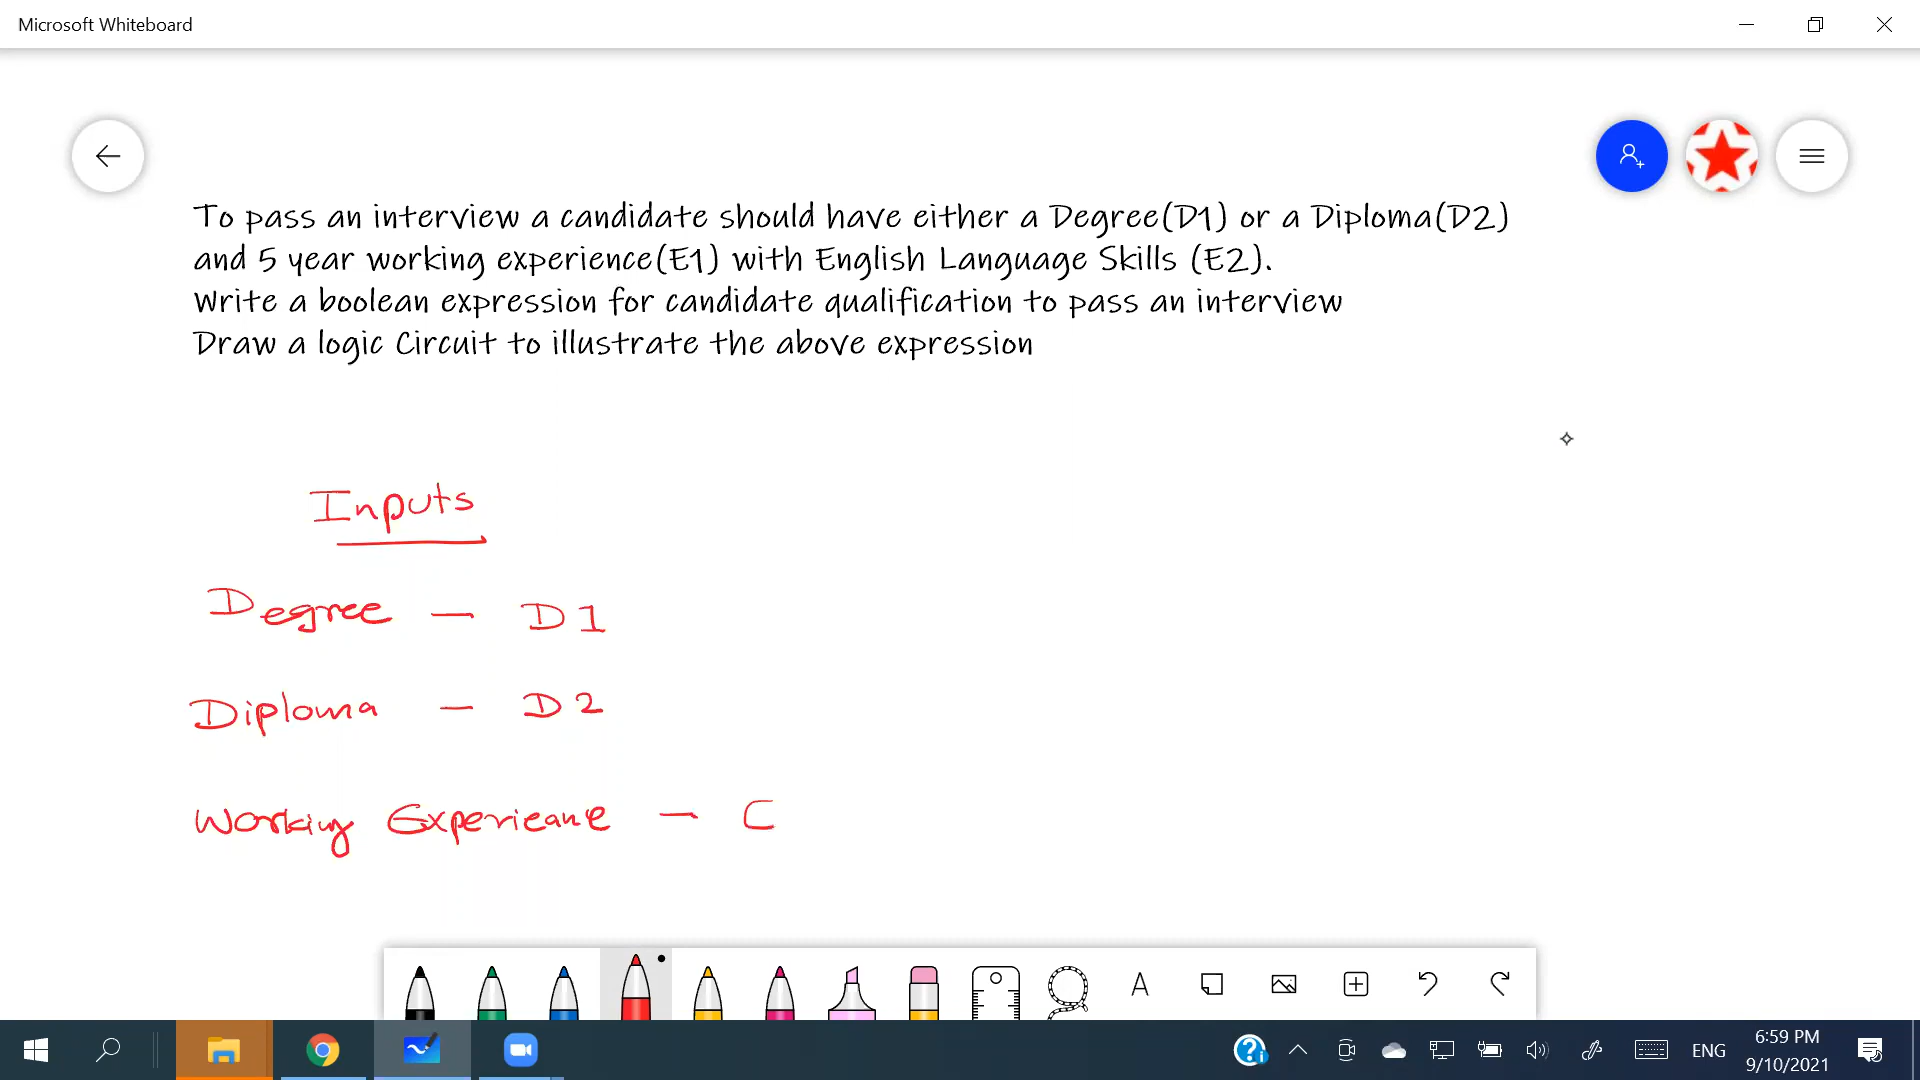 Microsoft Whiteboard
To pass an interview a candidate should have either a Degree(D1) or a Diploma(D2)
and 5 year working experience(E1) with English Language Skills (E2).
Write a boolean expression for candidate qualification to pass an interview
Draw a logic Circuit to illustrate the above expression
Inputs
Degree — D1
Diploma — D2
Working Experieance — C
A
ENG
6:59 PM
9/10/2021